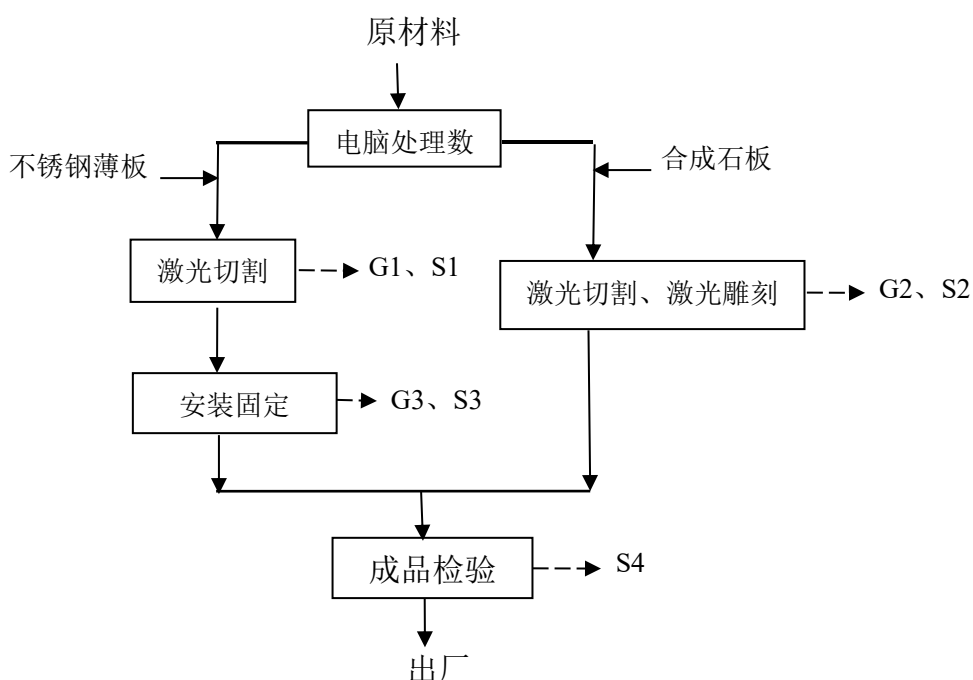 原材料
电脑处理数
不锈钢薄板
合成石板
激光切割
G1、S1
激光切割、激光雕刻
G2、S2
安装固定
G3、S3
成品检验
S4
出厂